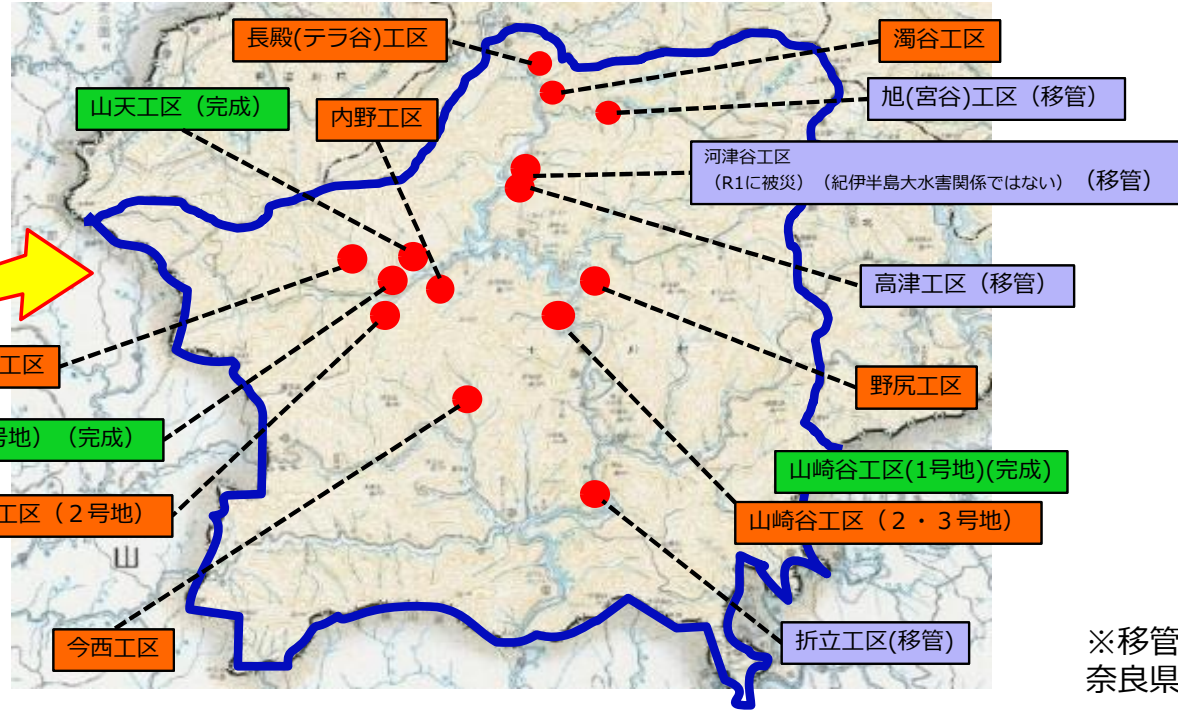 長殿(テラ谷)工区
濁谷工区
山天工区（完成）
内野工区
旭(宮谷)工区（移管）
河津谷工区
（R1に被災）（紀伊半島大水害関係ではない）（移管）
高津工区（移管）
工区
野尻工区
号地）（完成）
山崎谷工区(1号地)(完成)
工区（２号地）
山崎谷工区（２・３号地）
山
今西工区
折立工区(移管)
※移管
奈良県